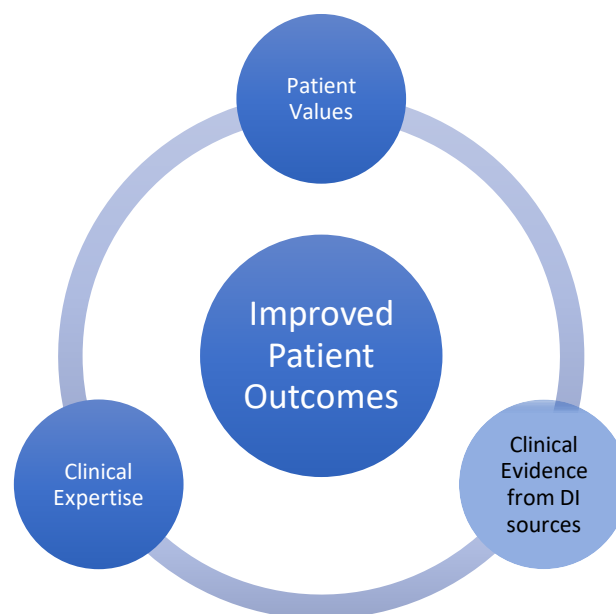 Patient
Values
Improved
Patient
Outcomes
Clinical
Expertise
Clinical
Evidence
from DI
sources